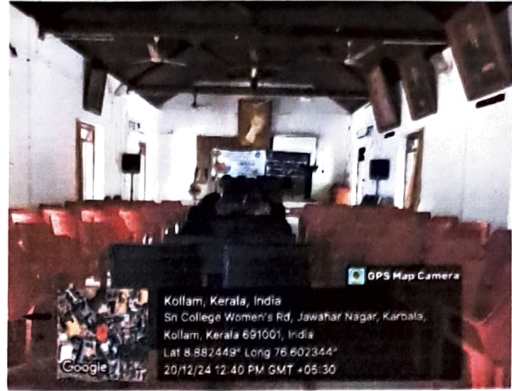 GPS Map Camera
Kollam, Kerala, India
Sn College Women's Rd, Jawahar Nagar, Karbala,
Kollam, Kerala 691001, India
Lat 8.882449° Long 76.602344°
20/12/24 12:40 PM GMT +05:30
Google